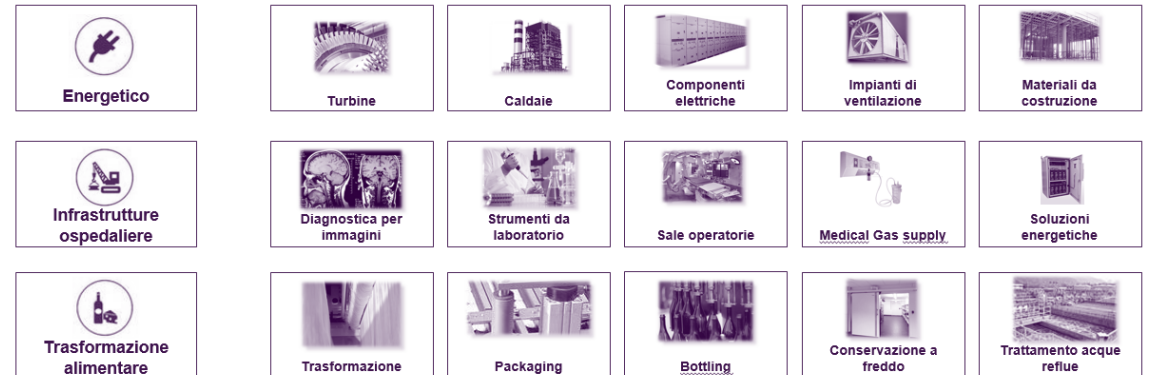 Energetico
Turbine
Caldaie
Componenti
elettriche
Impianti di
ventilazione
Materiali da
costruzione
Infrastrutture
ospedaliere
Diagnostica per
immagini
Strumenti da
laboratorio
Sale operatorie
Medical Gas supply
Soluzioni
energetiche
Trasformazione
alimentare
Trasformazione
Packaging
Bottling
Conservazione a
freddo
Trattamento acque
reflue